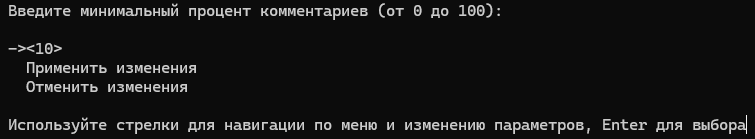 Введите минимальный процент комментариев (от 0 до 100):
-><10>
Применить изменения
Отменить изменения
Используйте стрелки для навигации по меню и изменению параметров, Enter для выбора